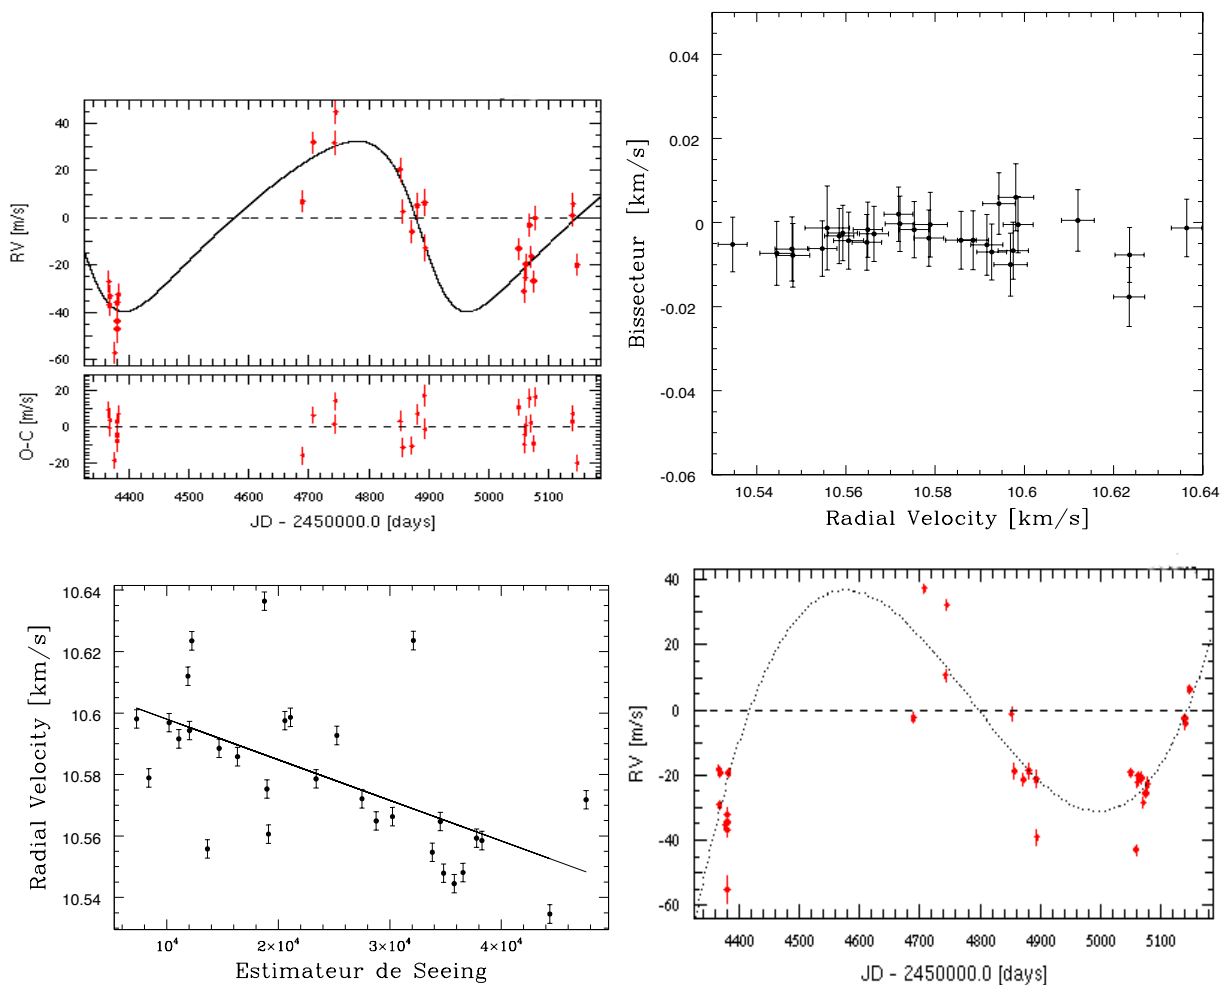 40
20
0
-20
-40
-60
RV [m/s]
20
0
-20
O-C [m/s]
4400 4500 4600 4700 4800 4900 5000 5100
JD - 2450000.0 [days]
0.04
0.02
0
-0.02
-0.04
-0.06
Bissecteur [km/s]
10.54 10.56 10.58 10.6 10.62 10.64
Radial Velocity [km/s]
10.64
10.62
10.6
10.58
10.56
10.54
Radial Velocity [km/s]
10⁴ 2×10⁴ 3×10⁴ 4×10⁴
Estimateur de Seeing
40
20
0
-20
-40
-60
RV [m/s]
4400 4500 4600 4700 4800 4900 5000 5100
JD - 2450000.0 [days]